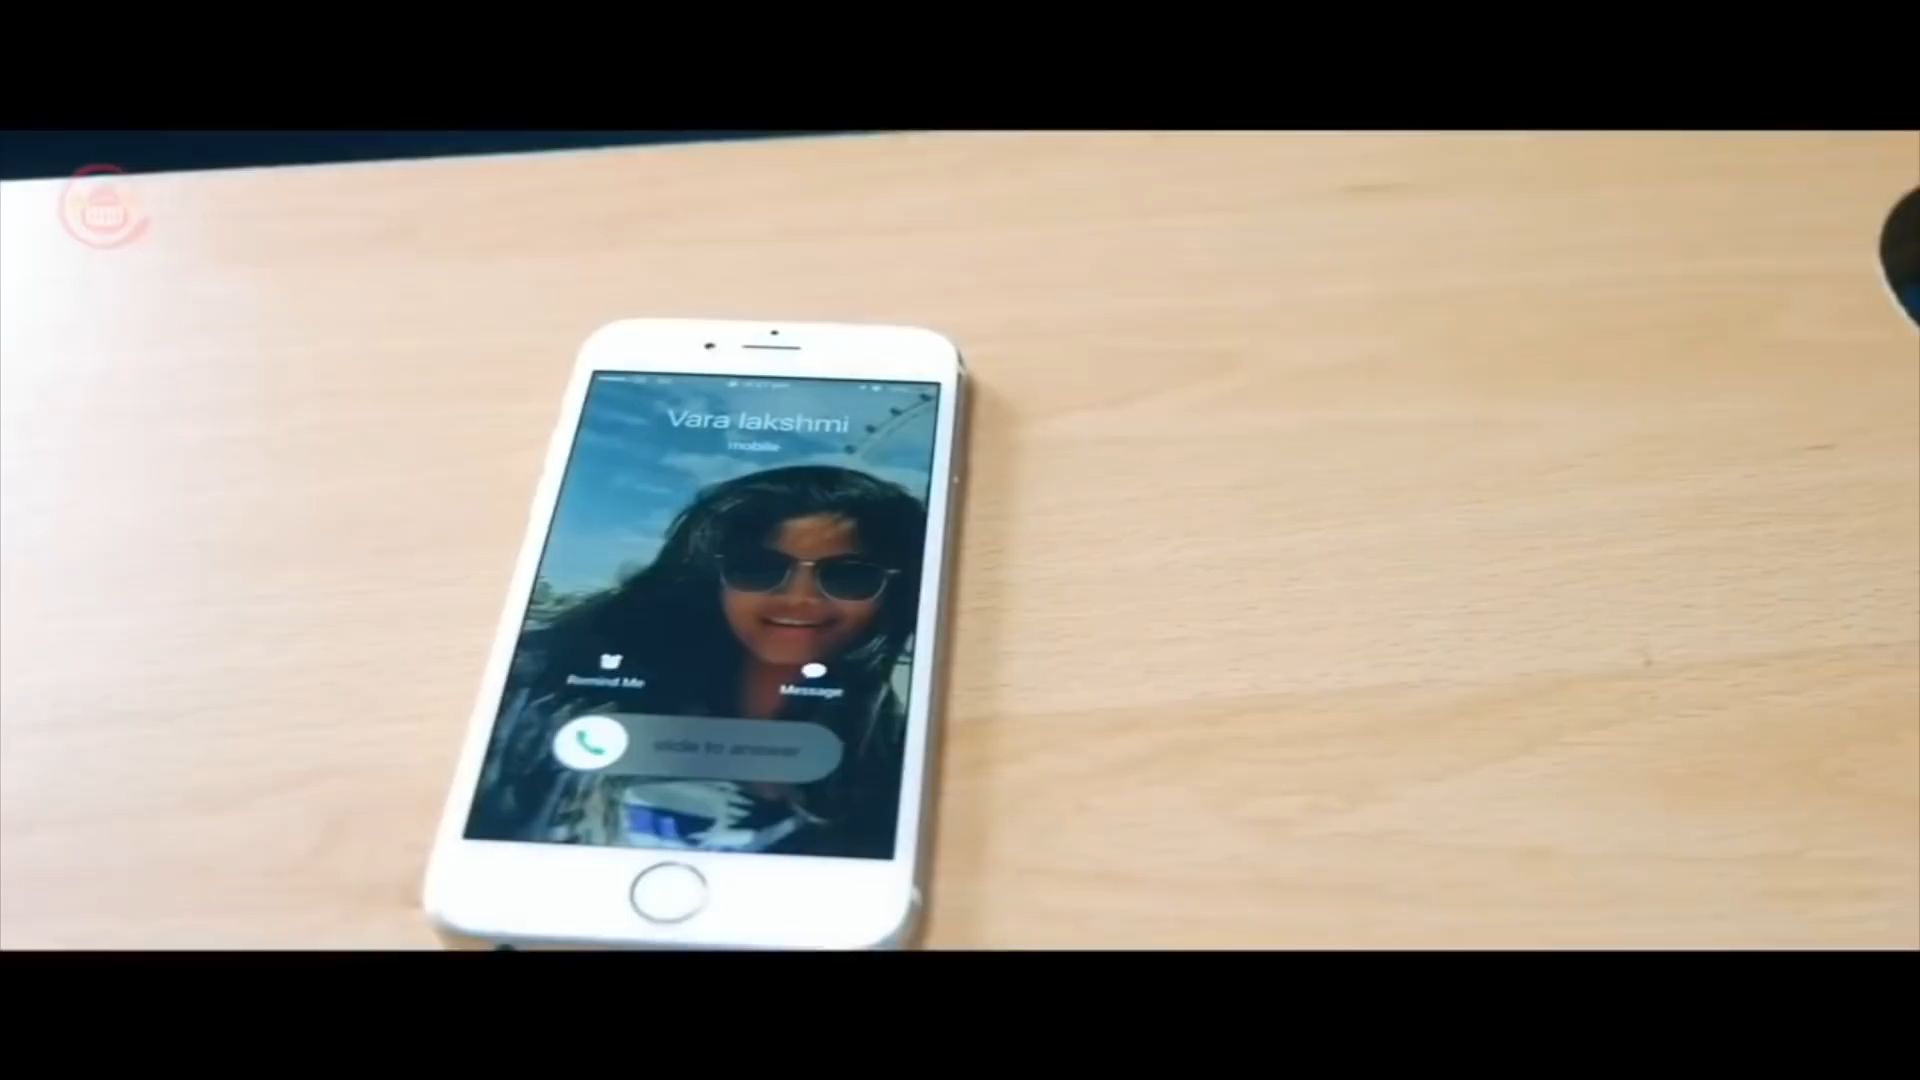 Vara lakshmi
mobile
Remind Me
Message
slide to answer